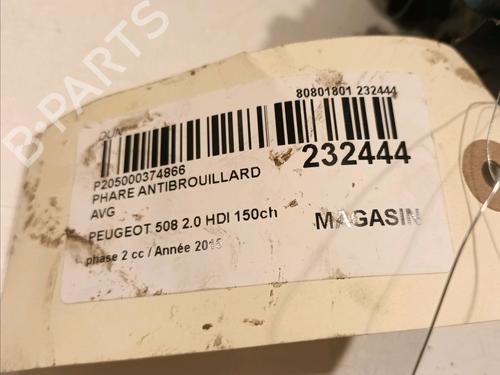 B-PARTS
80801801 232444
DUN
P205000374866
232444
PHARE ANTIBROUILLARD
AVG
PEUGEOT 508 2.0 HDI 150ch
MAGASIN
phase 2 cc / Année 2015